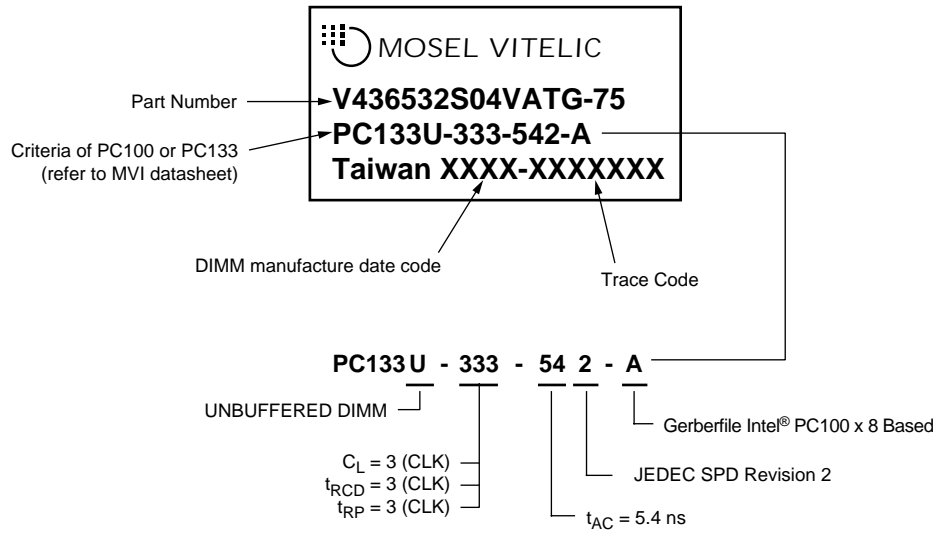 MOSEL VITELIC
Part Number
V436532S04VATG-75
Criteria of PC100 or PC133
(refer to MVI datasheet)
PC133U-333-542-A
Taiwan XXXX-XXXXXXX
DIMM manufacture date code
Trace Code
PC133 U - 333 - 54 2 - A
UNBUFFERED DIMM
Gerberfile Intel® PC100 x 8 Based
CL = 3 (CLK)
tRCD = 3 (CLK)
tRP = 3 (CLK)
JEDEC SPD Revision 2
tAC = 5.4 ns